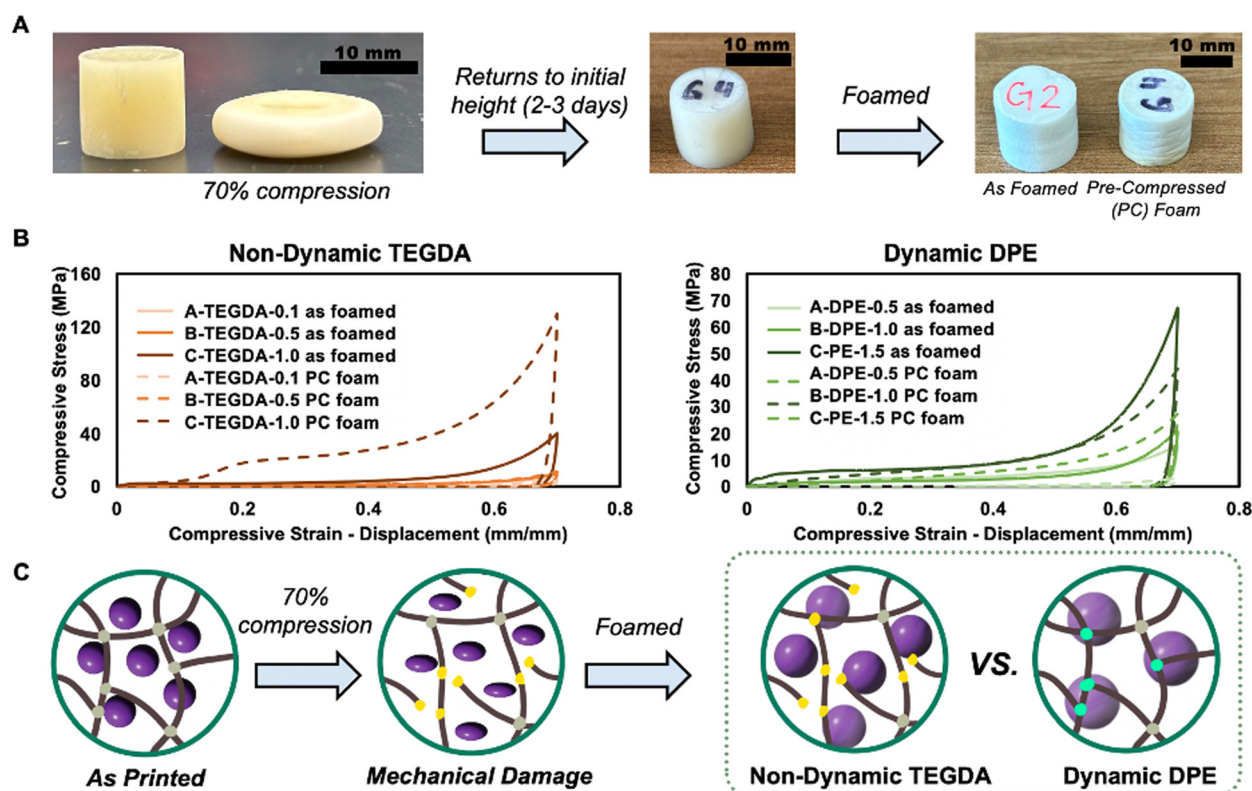 A
10 mm
70% compression
Returns to initial
height (2-3 days)
10 mm
G4
Foamed
10 mm
G2
As Foamed
Pre-Compressed
(PC) Foam
B
Non-Dynamic TEGDA
Compressive Stress (MPa)
160
120
80
40
0
A-TEGDA-0.1 as foamed
B-TEGDA-0.5 as foamed
C-TEGDA-1.0 as foamed
A-TEGDA-0.1 PC foam
B-TEGDA-0.5 PC foam
C-TEGDA-1.0 PC foam
0 0.2 0.4 0.6 0.8
Compressive Strain - Displacement (mm/mm)
Dynamic DPE
Compressive Stress (MPa)
80
70
60
50
40
30
20
10
0
A-DPE-0.5 as foamed
B-DPE-1.0 as foamed
C-PE-1.5 as foamed
A-DPE-0.5 PC foam
B-DPE-1.0 PC foam
C-PE-1.5 PC foam
0 0.2 0.4 0.6 0.8
Compressive Strain - Displacement (mm/mm)
C
As Printed
70%
compression
Mechanical Damage
Foamed
Non-Dynamic TEGDA
VS.
Dynamic DPE